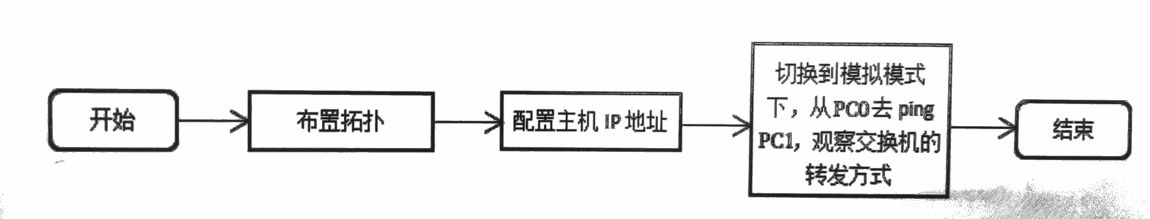 开始
布置拓扑
配置主机 IP 地址
切换到模拟模式
下，从PC0去 ping
PC1，观察交换机的
转发方式
结束